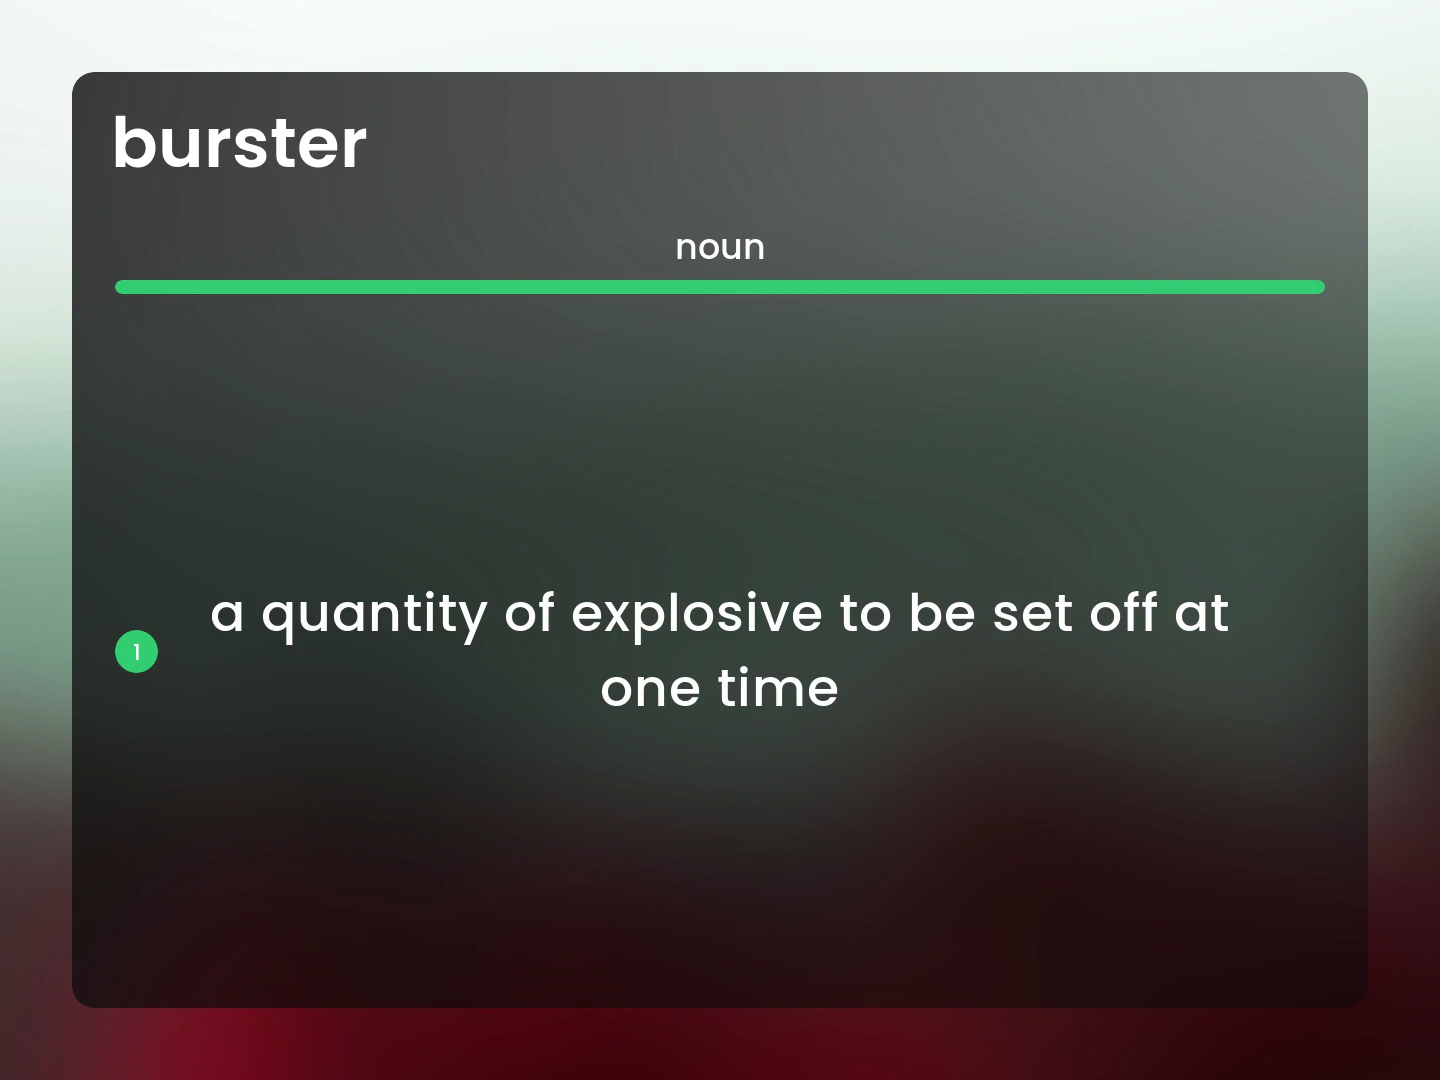 burster
noun
1
a quantity of explosive to be set off at
one time